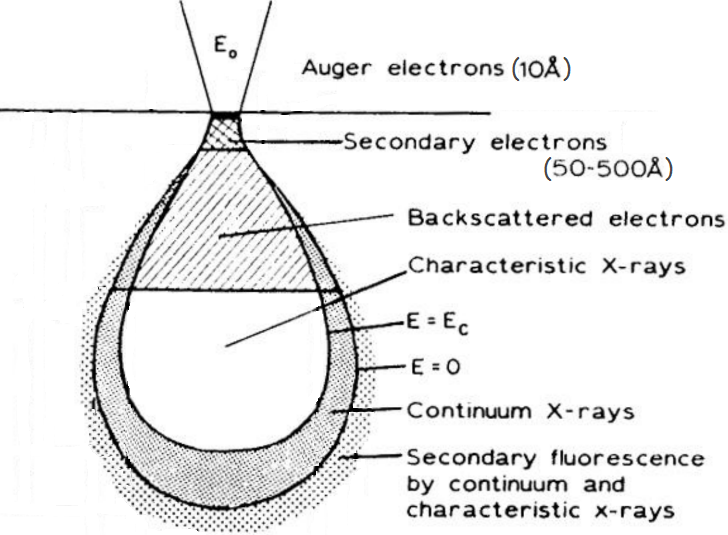 E₀
Auger electrons (10Å)
Secondary electrons
(50-500Å)
Backscattered electrons
Characteristic X-rays
E = E_C
E = 0
Continuum X-rays
Secondary fluorescence
by continuum and
characteristic x-rays